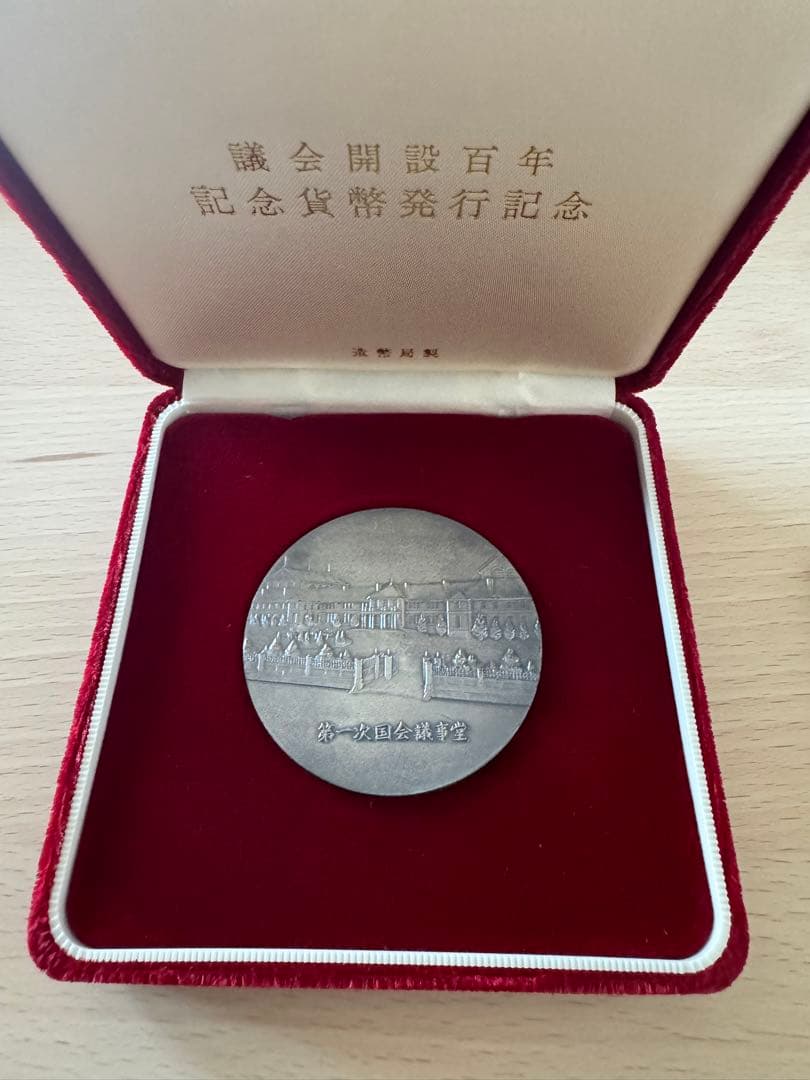 議会開設百年
記念貨幣発行記念
造幣局製
第一次国会議事堂